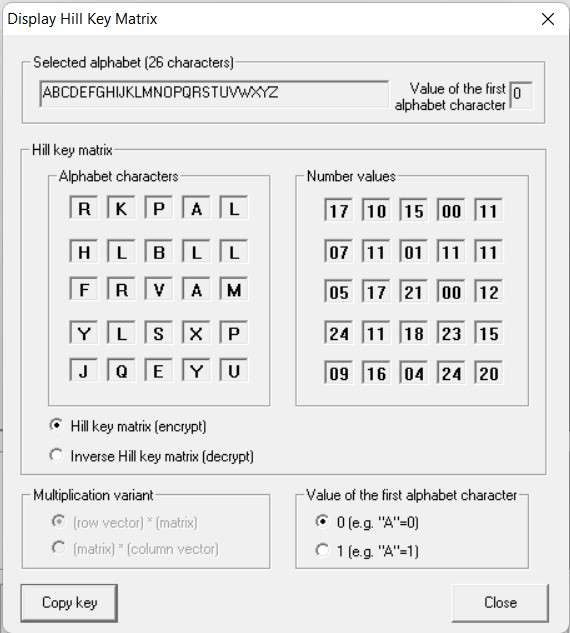 Display Hill Key Matrix
Selected alphabet (26 characters)
ABCDEFGHIJKLMNOPQRSTUVWXYZ
Value of the first
alphabet character
0
Hill key matrix
Alphabet characters
R K P A L
H L B L L
F R V A M
Y L S X P
J Q E Y U
Number values
17 10 15 00 11
07 11 01 11 11
05 17 21 00 12
24 11 18 23 15
09 16 04 24 20
Hill key matrix (encrypt)
Inverse Hill key matrix (decrypt)
Multiplication variant
(row vector) * (matrix)
(matrix) * (column vector)
Value of the first alphabet character
0 (e.g. "A"=0)
1 (e.g. "A"=1)
Copy key
Close